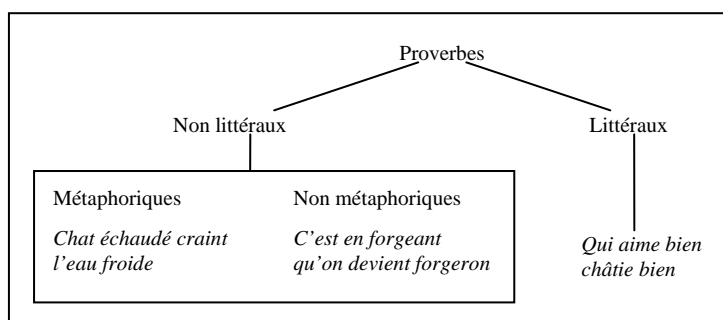 Proverbes
Non littéraux
Littéraux
Métaphoriques
Non métaphoriques
Chat échaudé craint
l’eau froide
C’est en forgeant
qu’on devient forgeron
Qui aime bien
châtie bien